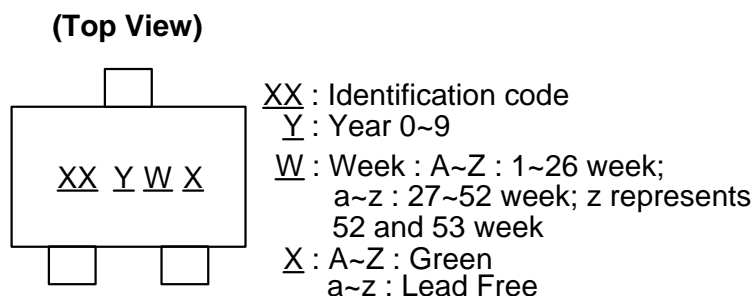 (Top View)
XX Y W X
XX : Identification code
Y : Year 0~9
W : Week : A~Z : 1~26 week;
a~z : 27~52 week; z represents
52 and 53 week
X : A~Z : Green
a~z : Lead Free